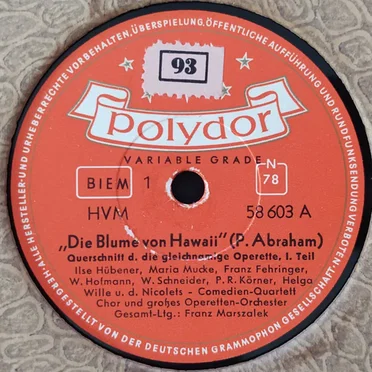 ALLE HERSTELLER-UND URHEBERRECHTE VORBEHALTEN, ÜBERSPIELUNG, ÖFFENTLICHE AUFFÜHRUNG UND RUNDFUNKSENDUNG VERBOTEN.
93
polydor
VARIABLE GRADE
BIEM 1 N 78
HVM 58 603 A
„Die Blume von Hawaii" (P. Abraham)
Querschnitt d. die gleichnamige Operette, 1. Teil
Ilse Hübener, Maria Mucke, Franz Fehringer,
W. Hofmann, W. Schneider, P. R. Körner, Helga
Wille u. d. Nicolets - Comedien-Quartett
Chor und großes Operetten-Orchester
Gesamt-Ltg.: Franz Marszalek
HERGESTELLT VON DER DEUTSCHEN GRAMMOPHON GESELLSCHAFT